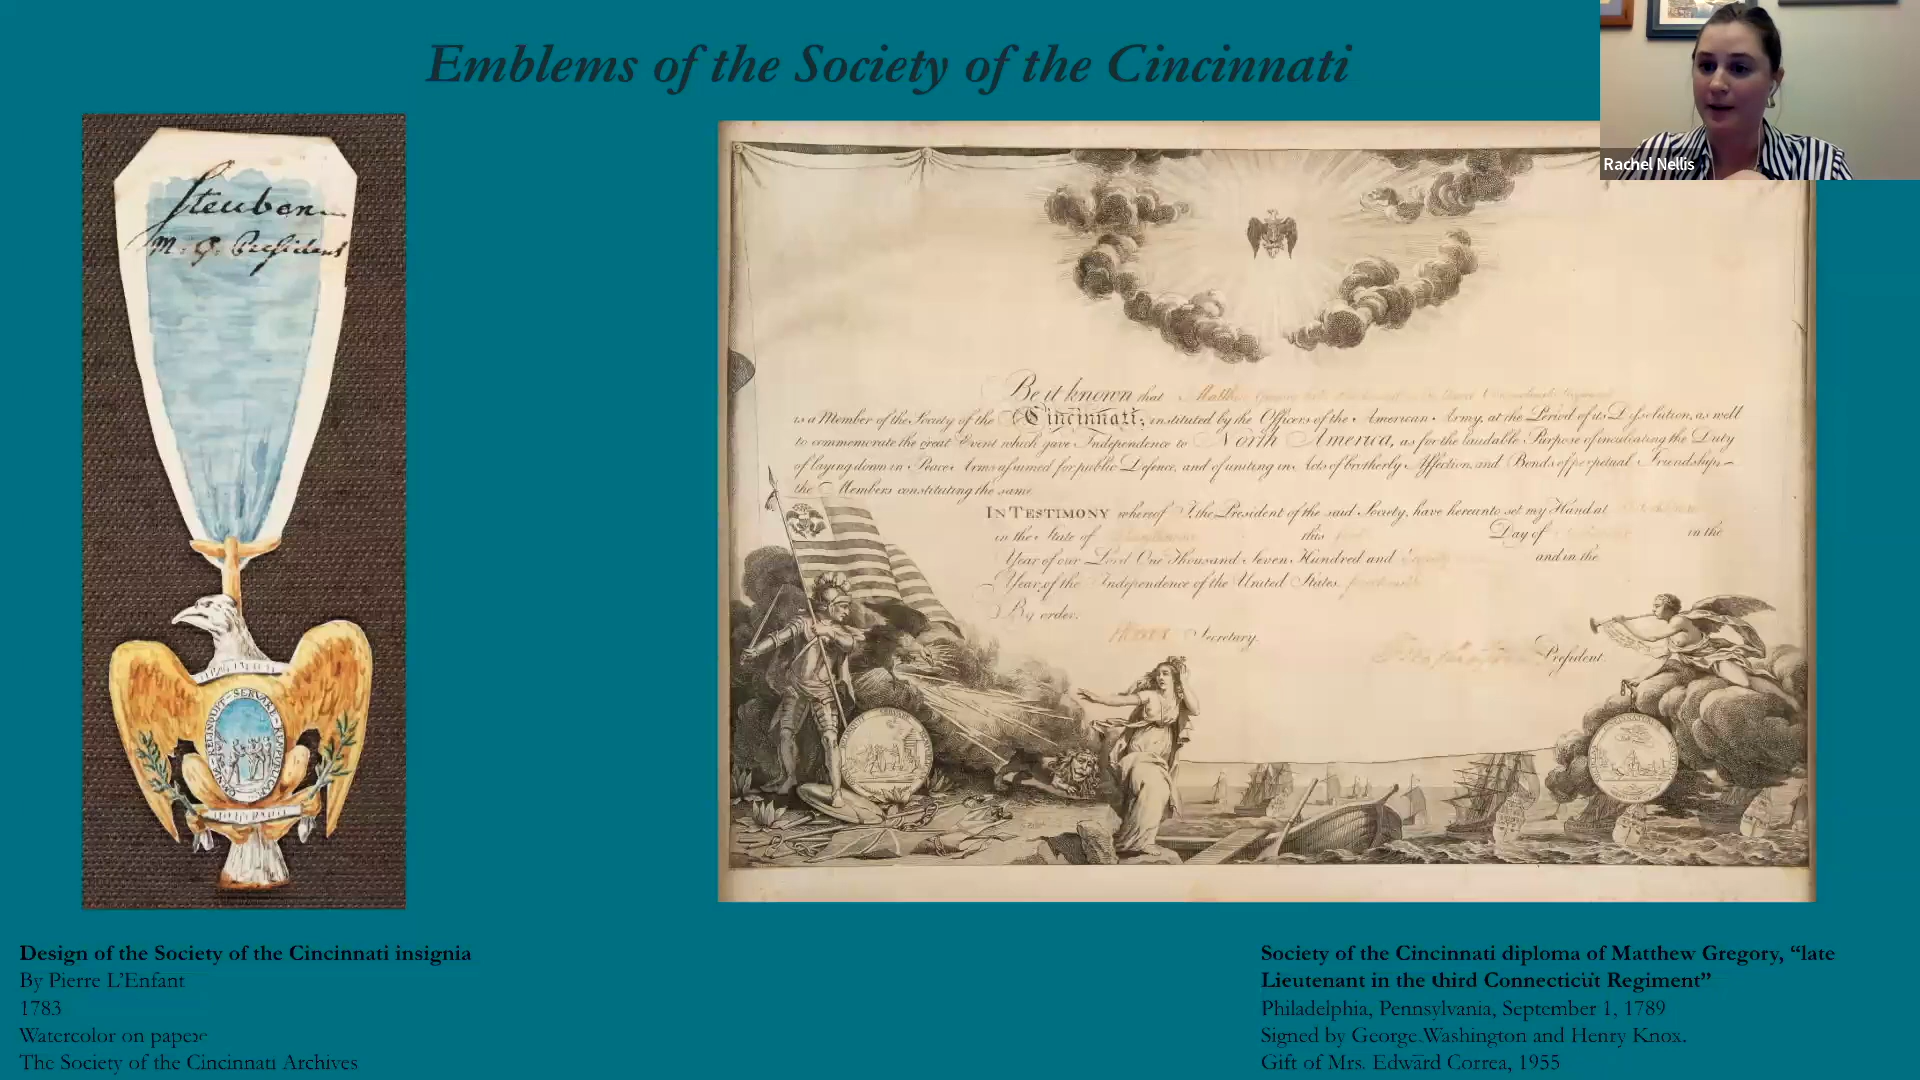 Emblems of the Society of the Cincinnati
Rachel Nellis
Steuben
M. G. President
Be it known that
is a Member of the Society of the Cincinnati; instituted by the Officers of the American Army, at the Period of its Dissolution, as well
to commemorate the great Event which gave Independence to North America, as for the laudable Purpose of inculcating the Duty
of laying down in Peace Arms assumed for public Defence, and of uniting in Acts of brotherly Affection, and Bonds of perpetual Friendship
the Members constituting the same
IN TESTIMONY whereof I, the President of the said Society, have hereunto set my Hand at
in the State of this Day of in the
Year of our Lord One Thousand Seven Hundred and and in the
Year of the Independence of the United States.
By order.
Secretary.
President.
OMNIA RELINQUIT SERVARE REMPUBLICAM
Design of the Society of the Cincinnati insignia
By Pierre L'Enfant
1783
Watercolor on paper
The Society of the Cincinnati Archives
Society of the Cincinnati diploma of Matthew Gregory, “late
Lieutenant in the third Connecticut Regiment”
Philadelphia, Pennsylvania, September 1, 1789
Signed by George Washington and Henry Knox.
Gift of Mrs. Edward Correa, 1955